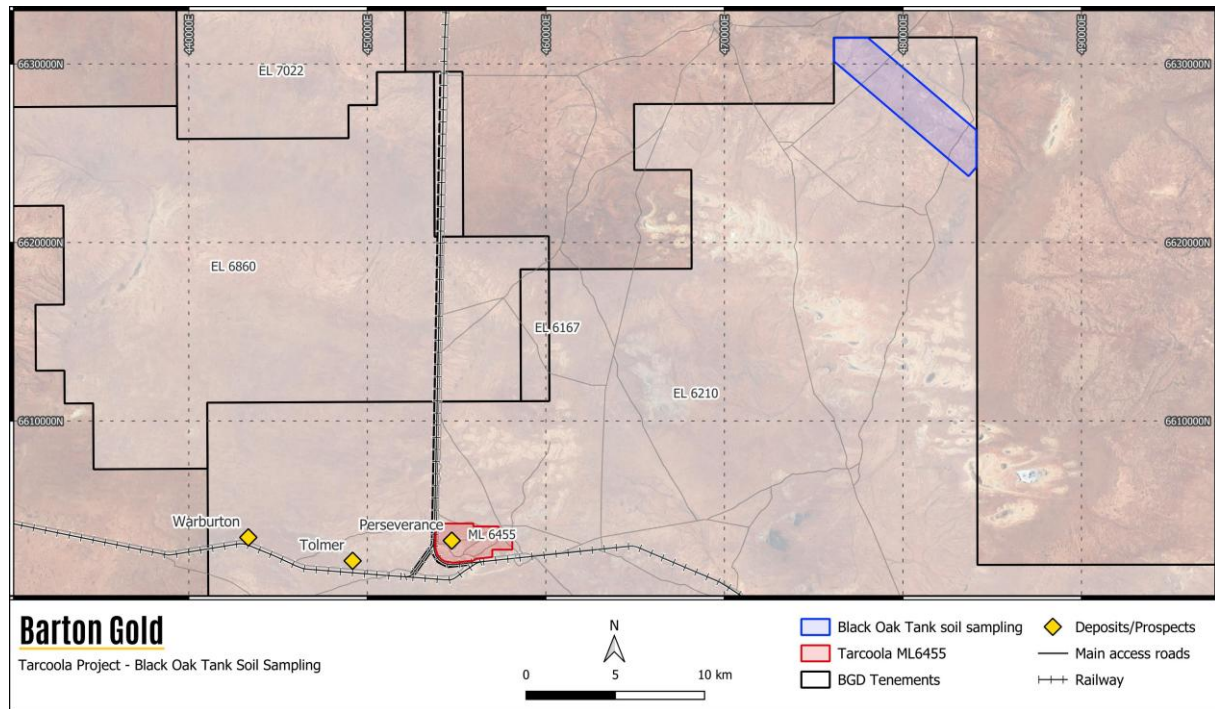 440000E
450000E
460000E
470000E
480000E
490000E
6630000N
6630000N
EL 7022
6620000N
6620000N
EL 6860
EL 6167
EL 6210
6610000N
6610000N
Warburton
Tolmer
Perseverance
ML 6455
Barton Gold
Tarcoola Project - Black Oak Tank Soil Sampling
N
0 5 10 km
Black Oak Tank soil sampling
Tarcoola ML6455
BGD Tenements
Deposits/Prospects
Main access roads
Railway